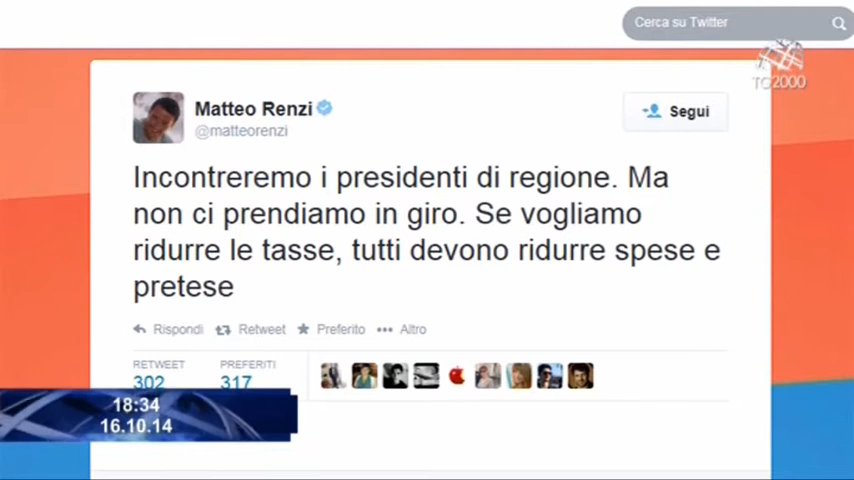 Cerca su Twitter
TC2000
Matteo Renzi
@matteorenzi
Segui
Incontreremo i presidenti di regione. Ma
non ci prendiamo in giro. Se vogliamo
ridurre le tasse, tutti devono ridurre spese e
pretese
Rispondi Retweet Preferito Altro
RETWEET PREFERITI
302 317
18:34
16.10.14